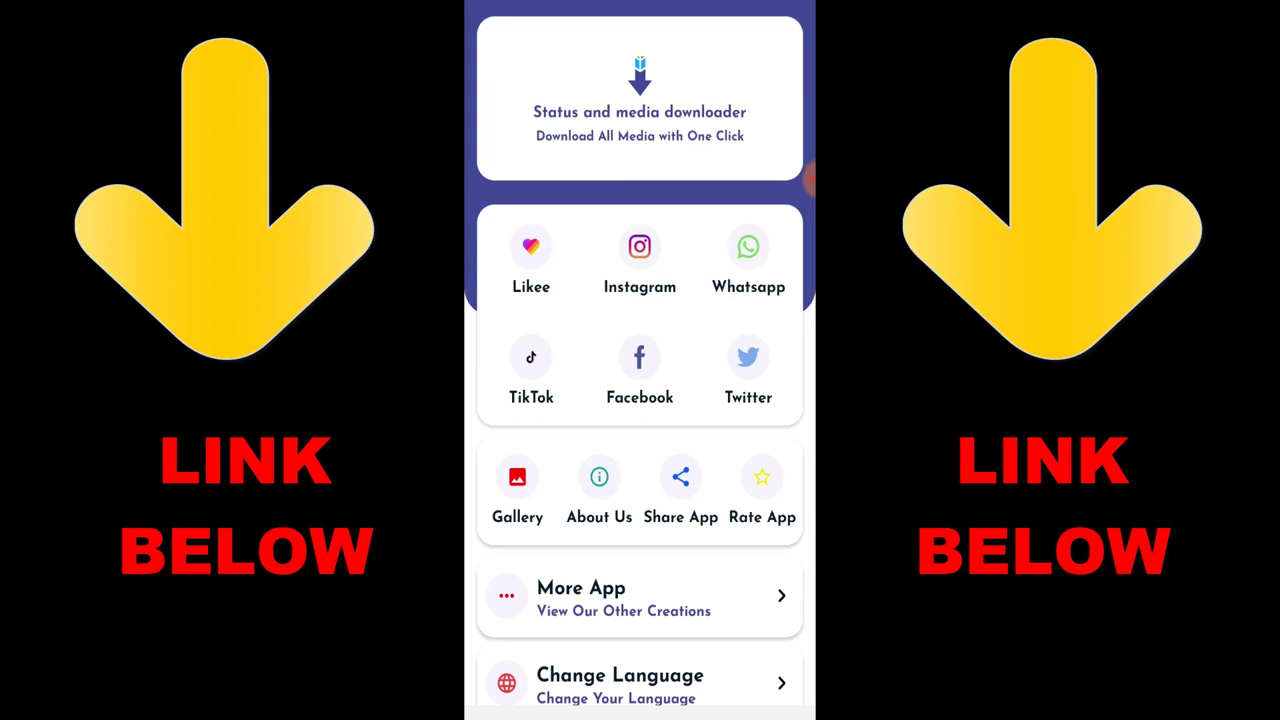 Status and media downloader
Download All Media with One Click
Likee Instagram Whatsapp
TikTok Facebook Twitter
Gallery About Us Share App Rate App
More App
View Our Other Creations
Change Language
Change Your Language
LINK
BELOW
LINK
BELOW